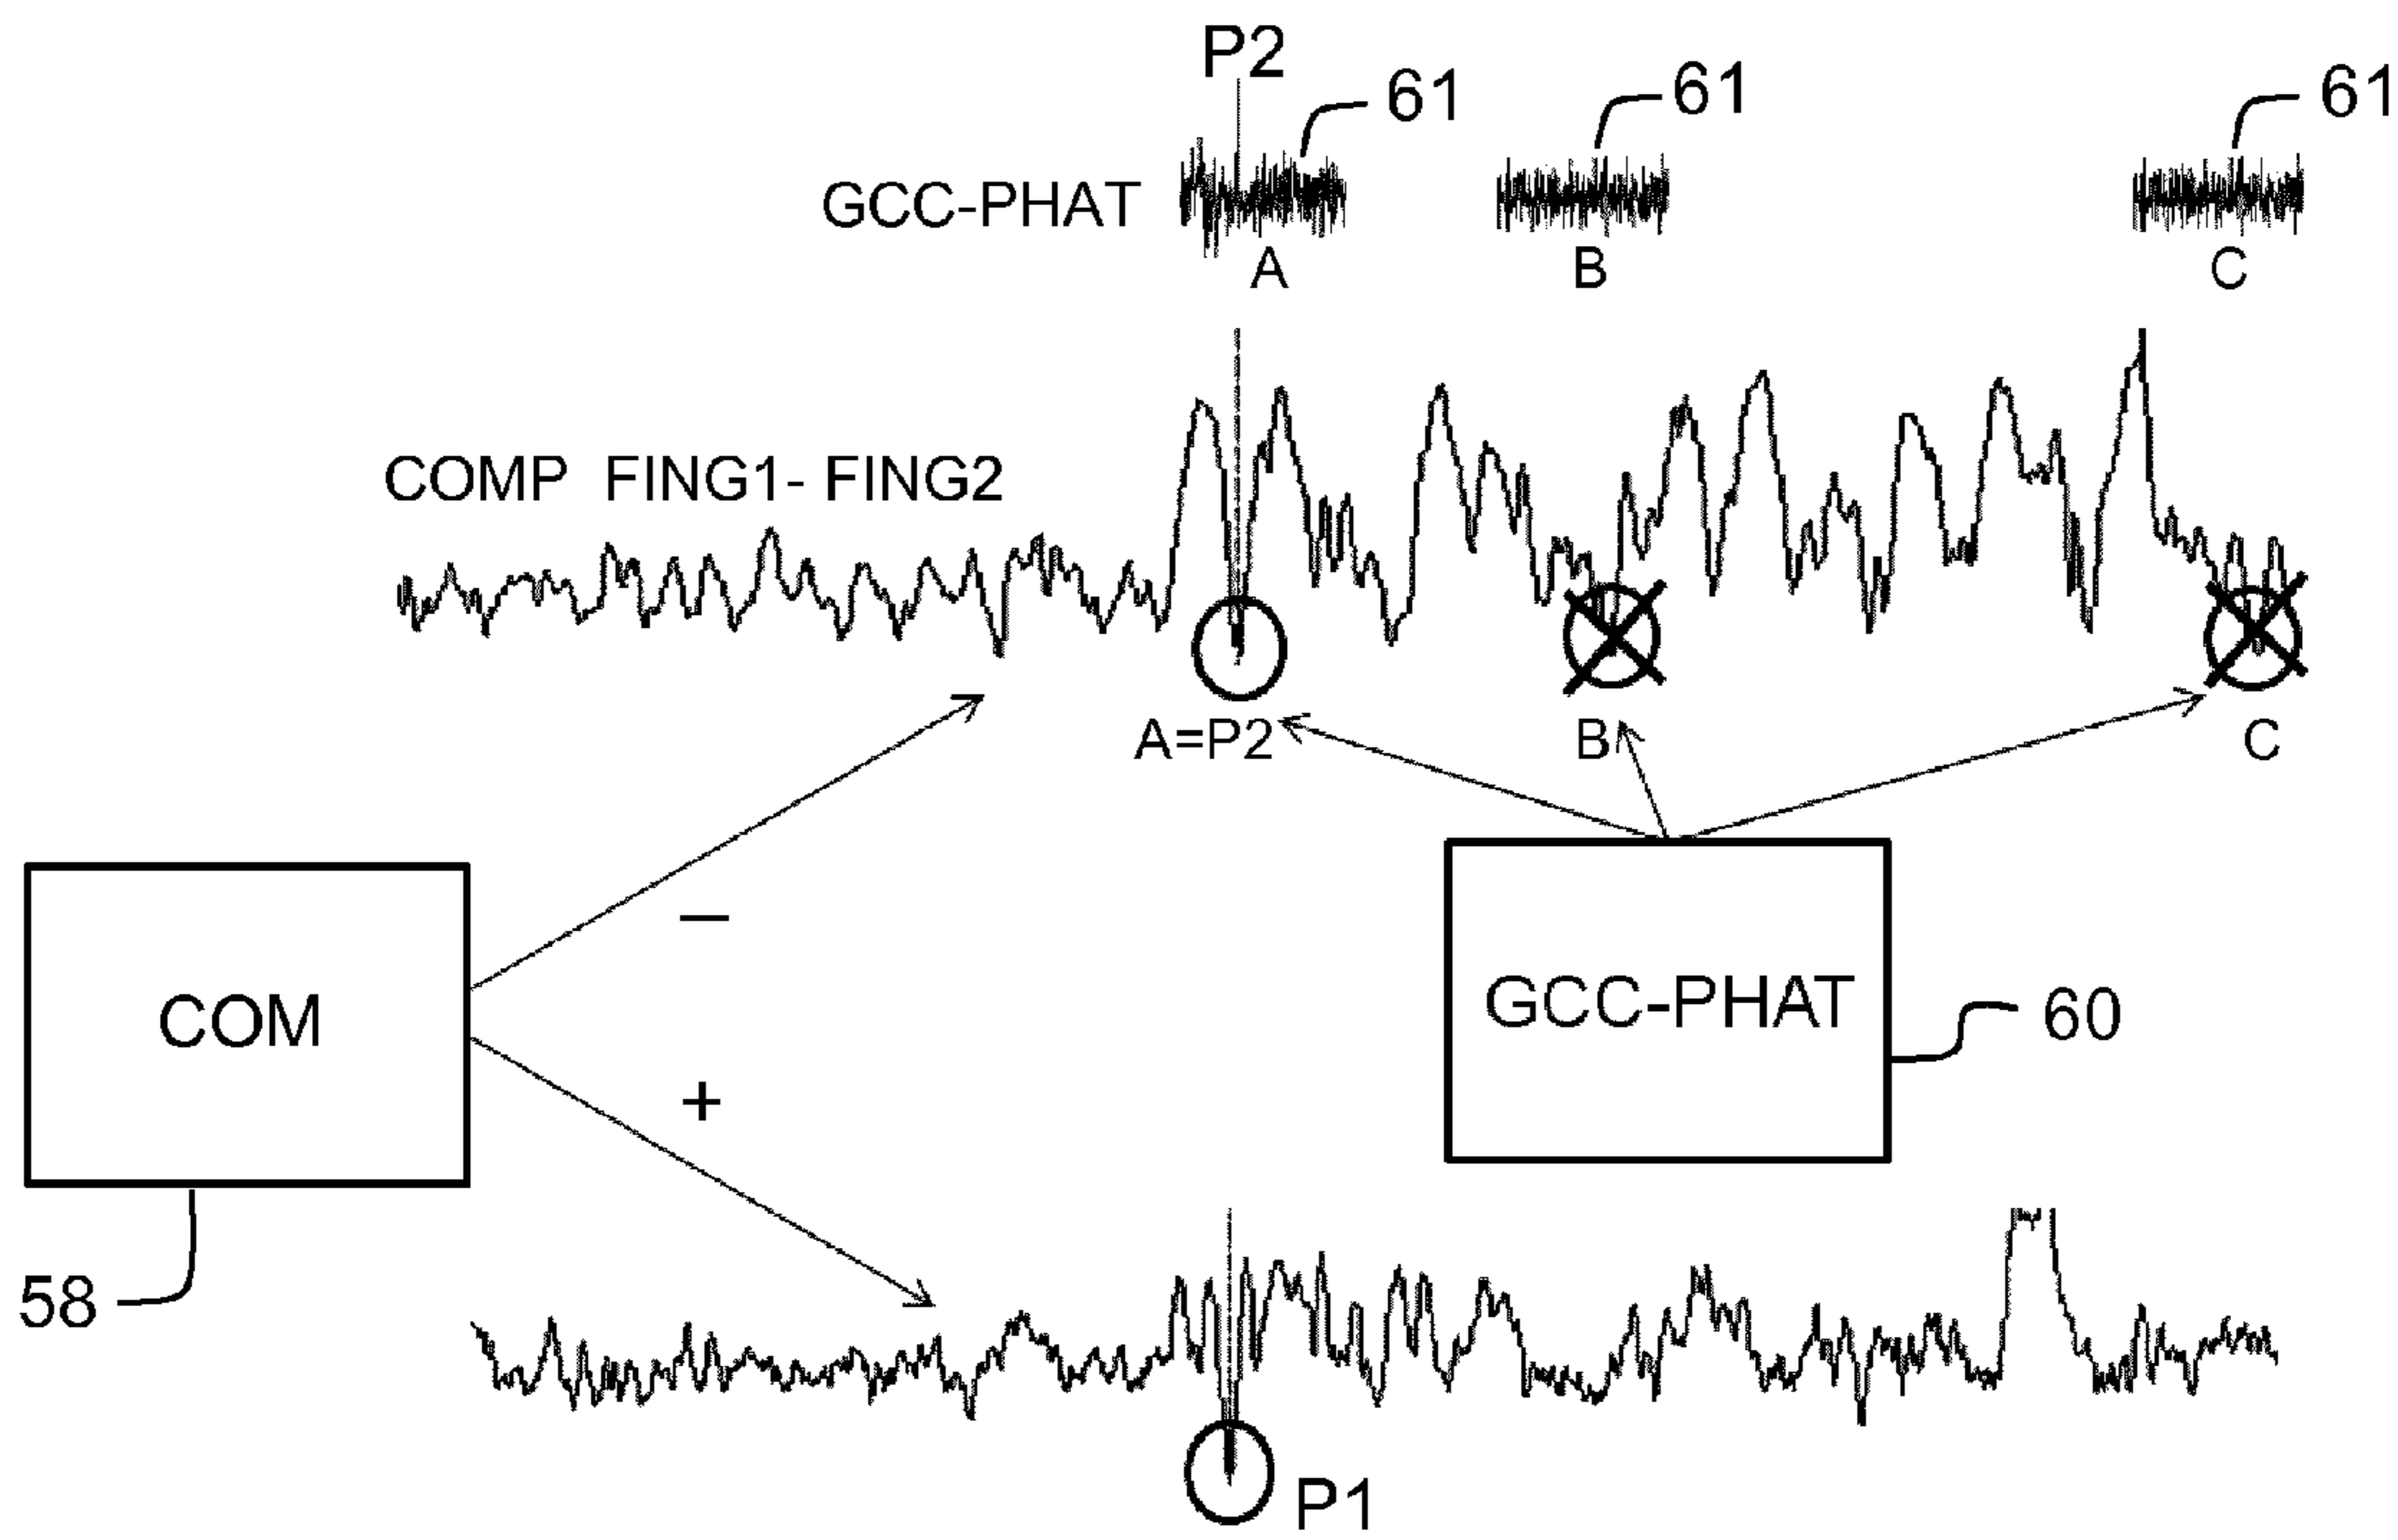 P2
61
61
61
GCC-PHAT
A
B
C
COMP FING1- FING2
A=P2
B
C
–
COM
GCC-PHAT
60
+
58
P1